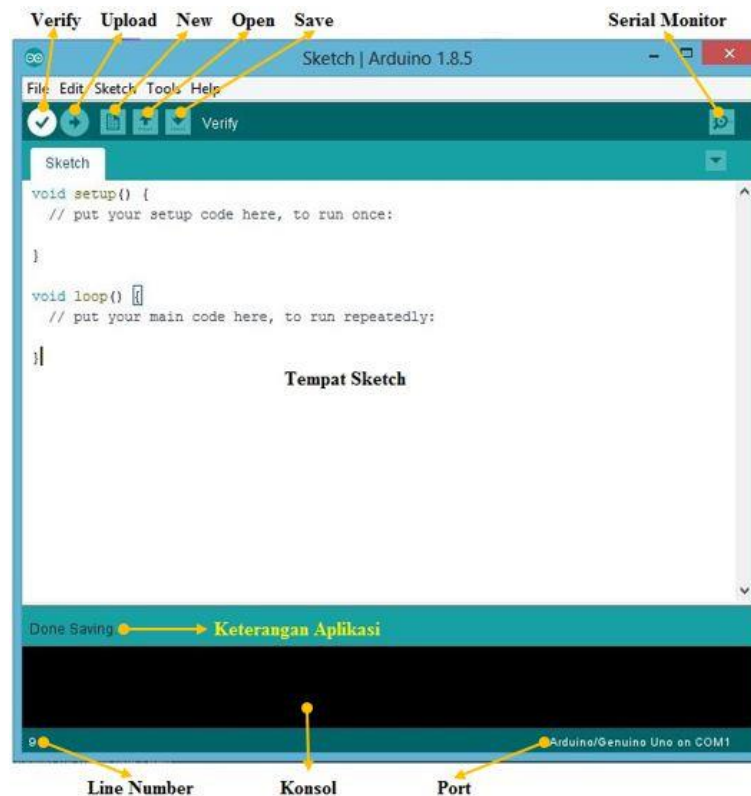 Verify Upload New Open Save Serial Monitor
Sketch | Arduino 1.8.5
File Edit Sketch Tools Help
Verify
Sketch
void setup() {
// put your setup code here, to run once:
}
void loop() {
// put your main code here, to run repeatedly:
}
Tempat Sketch
Done Saving Keterangan Aplikasi
9 Arduino/Genuino Uno on COM1
Line Number Konsol Port